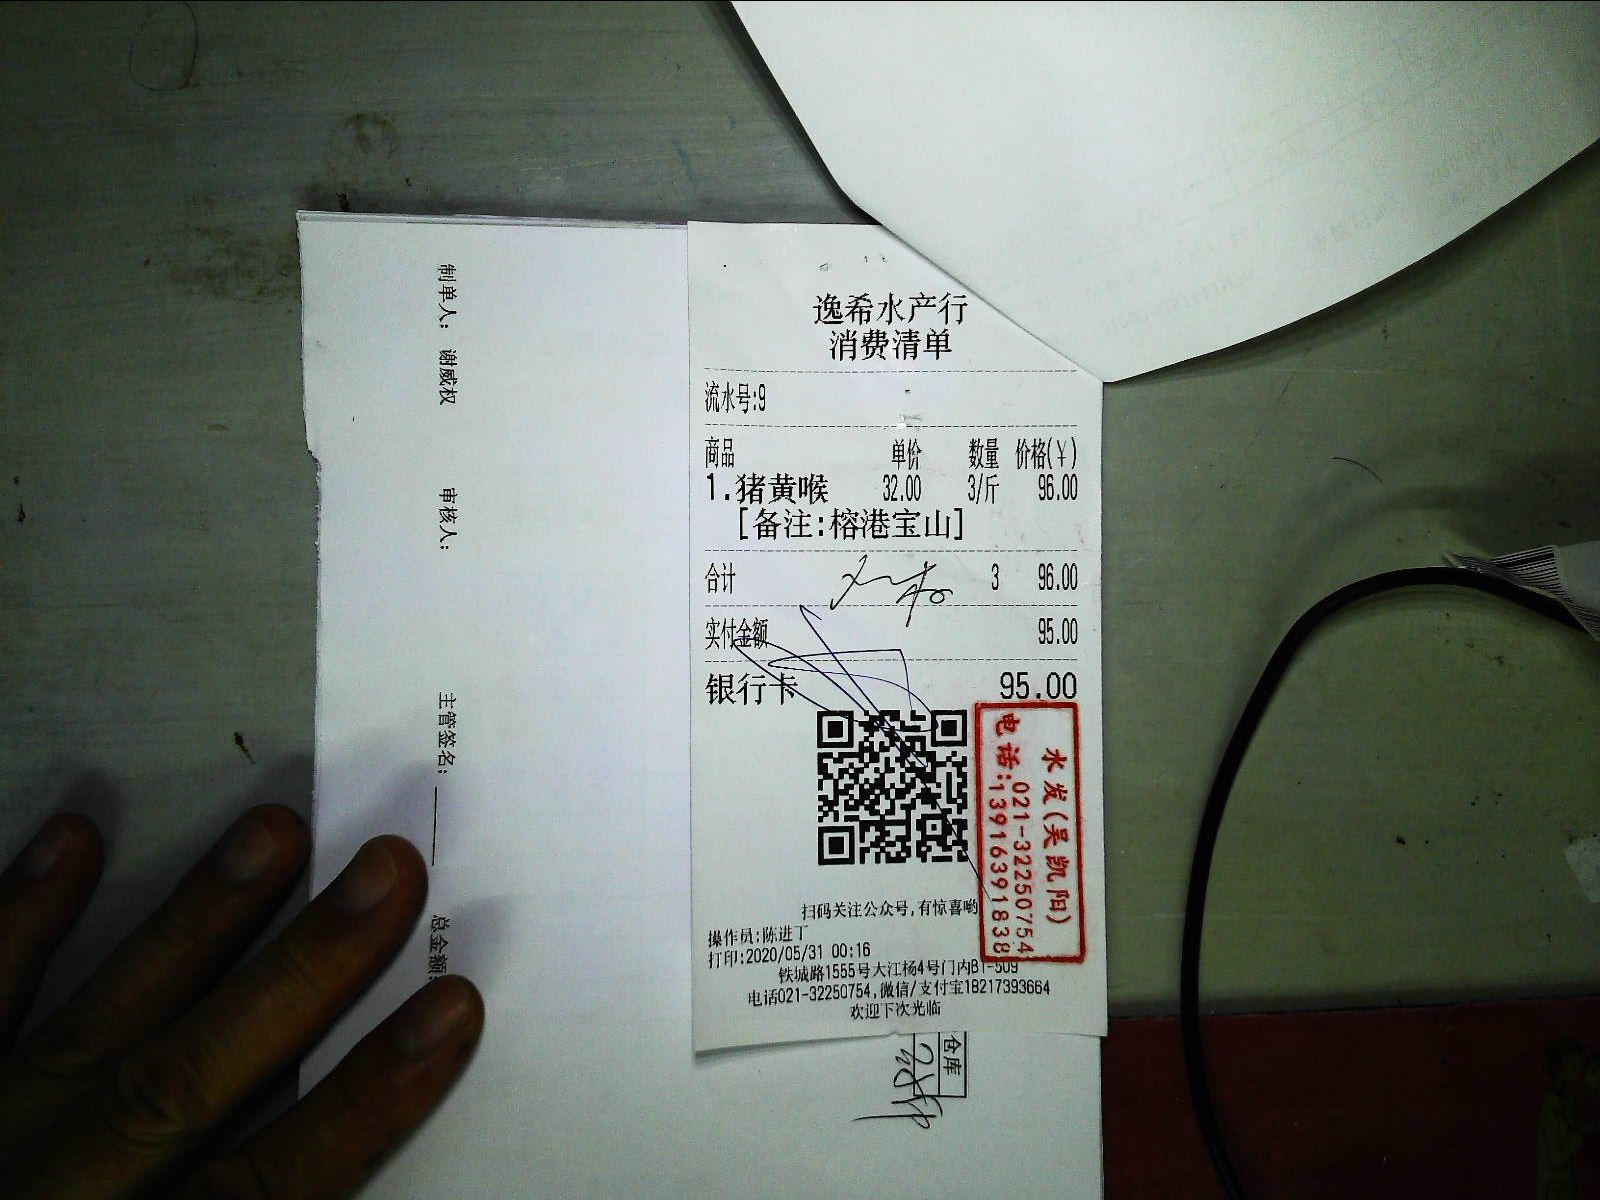 逸希水产行
消费清单
流水号:9
商品 单价 数量 价格(¥)
1.猪黄喉 32.00 3/斤 96.00
[备注:榕港宝山]
合计 3 96.00
实付金额 95.00
银行卡 95.00
水发(吴凯阳)
021-32250754
电话:13916391838
扫码关注公众号,有惊喜哟
操作员:陈进丁
打印:2020/05/31 00:16
铁城路1555号大江杨4号门内B1-509
电话021-32250754,微信/支付宝18217393664
欢迎下次光临
制单人: 谢威权 审核人: 主管签名: 总金额:
仓库